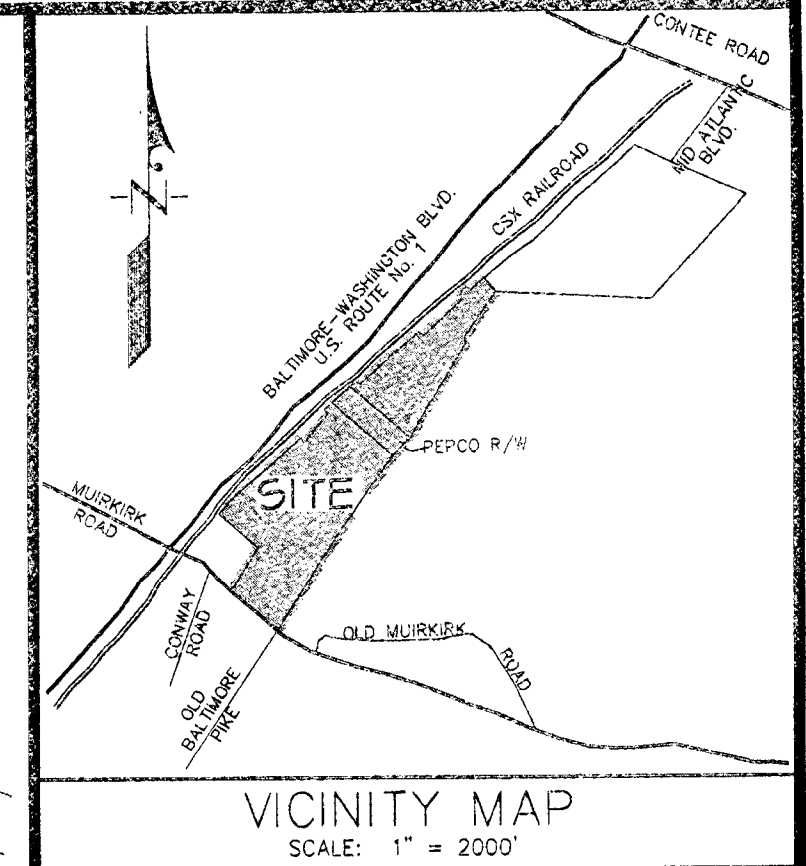 CONTEE ROAD
MID ATLANTIC
BLVD.
CSX RAILROAD
BALTIMORE-WASHINGTON BLVD.
U.S. ROUTE No. 1
N
PEPCO R/W
SITE
MUIRKIRK
ROAD
CONWAY
ROAD
OLD MUIRKIRK
ROAD
OLD
BALTIMORE
PIKE
VICINITY MAP
SCALE: 1" = 2000'